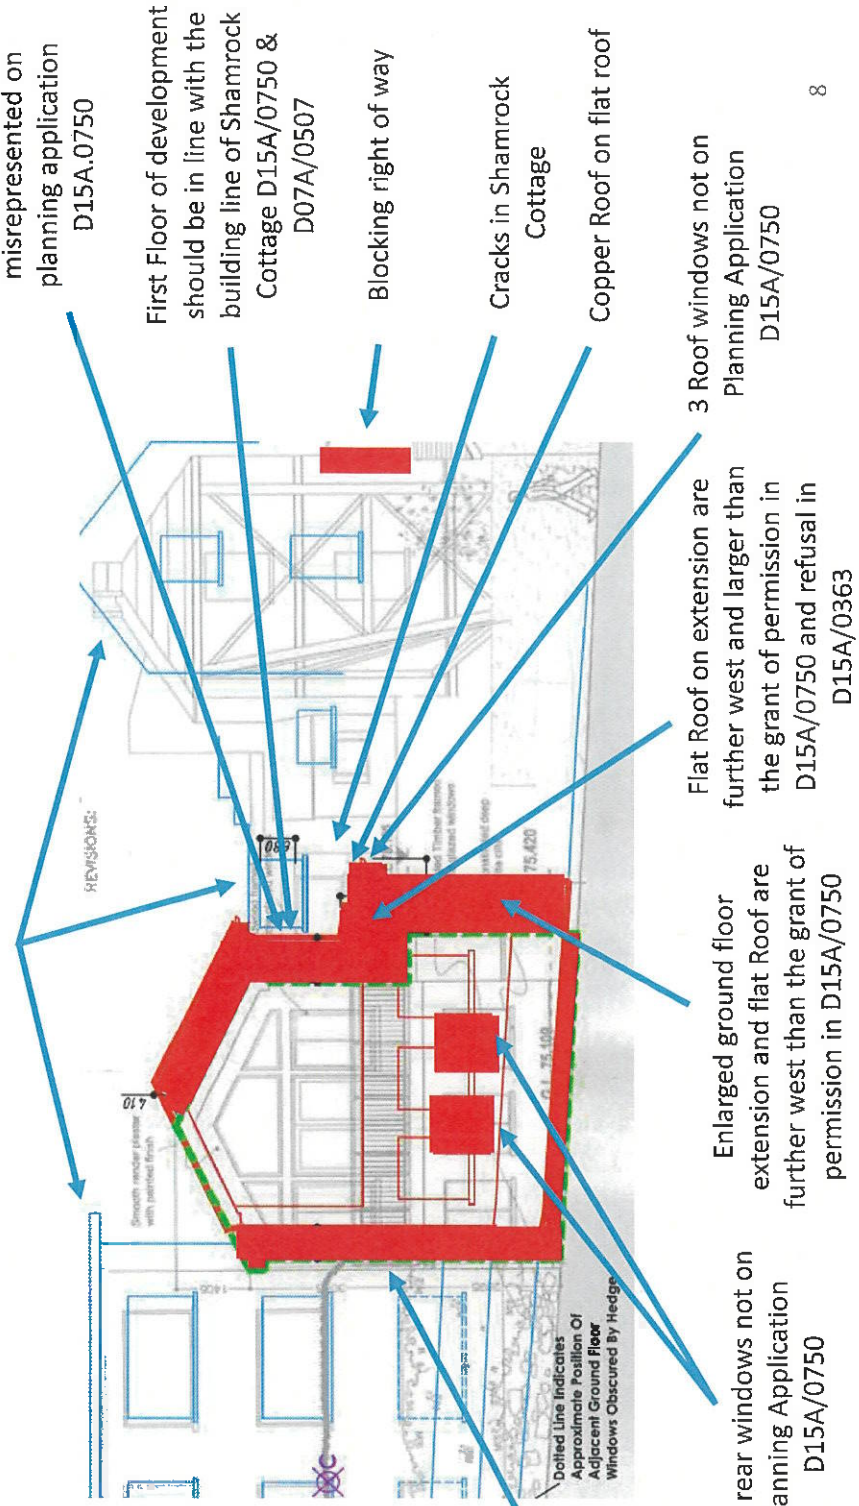 misrepresented on
planning application
D15A.0750
First Floor of development
should be in line with the
building line of Shamrock
Cottage D15A/0750 &
D07A/0507
Blocking right of way
Cracks in Shamrock
Cottage
Copper Roof on flat roof
3 Roof windows not on
Planning Application
D15A/0750
Flat Roof on extension are
further west and larger than
the grant of permission in
D15A/0750 and refusal in
D15A/0363
Enlarged ground floor
extension and flat Roof are
further west than the grant of
permission in D15A/0750
rear windows not on
anning Application
D15A/0750
REVISIONS:
Smooth render plaster
with painted finish
410
1400
680
75.420
G.L. 75.409
Dotted Line Indicates
Approximate Position Of
Adjacent Ground Floor
Windows Obscured By Hedge
8